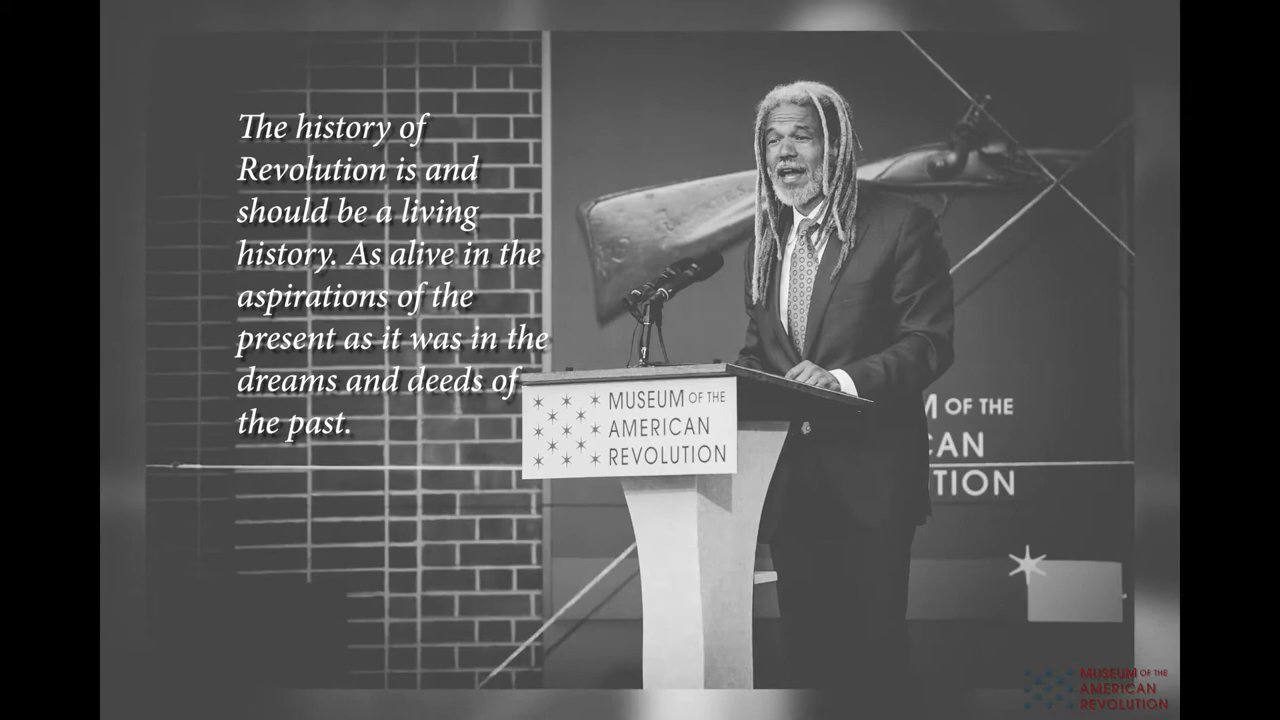 The history of
Revolution is and
should be a living
history. As alive in the
aspirations of the
present as it was in the
dreams and deeds of
the past.
MUSEUM OF THE
AMERICAN
REVOLUTION
M OF THE
CAN
TION
MUSEUM OF THE
AMERICAN
REVOLUTION